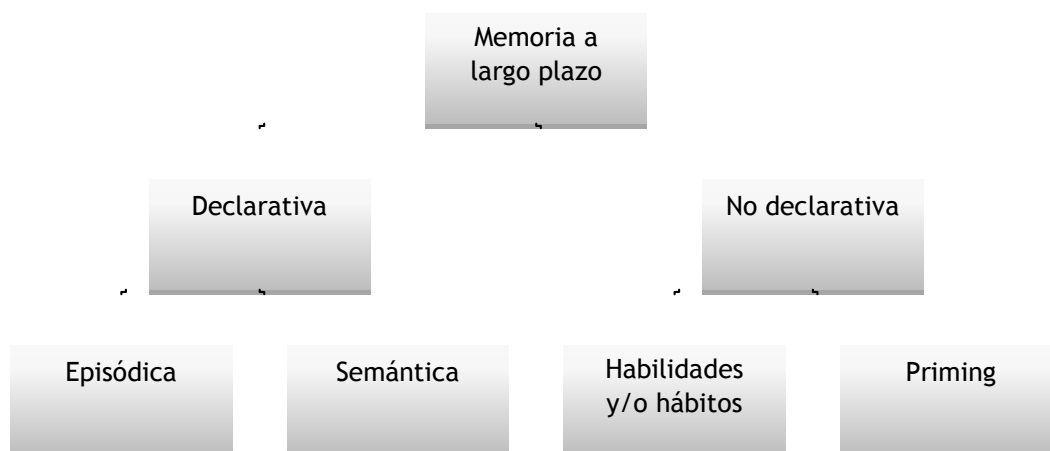 Memoria a
largo plazo
Declarativa
No declarativa
Episódica
Semántica
Habilidades
y/o hábitos
Priming